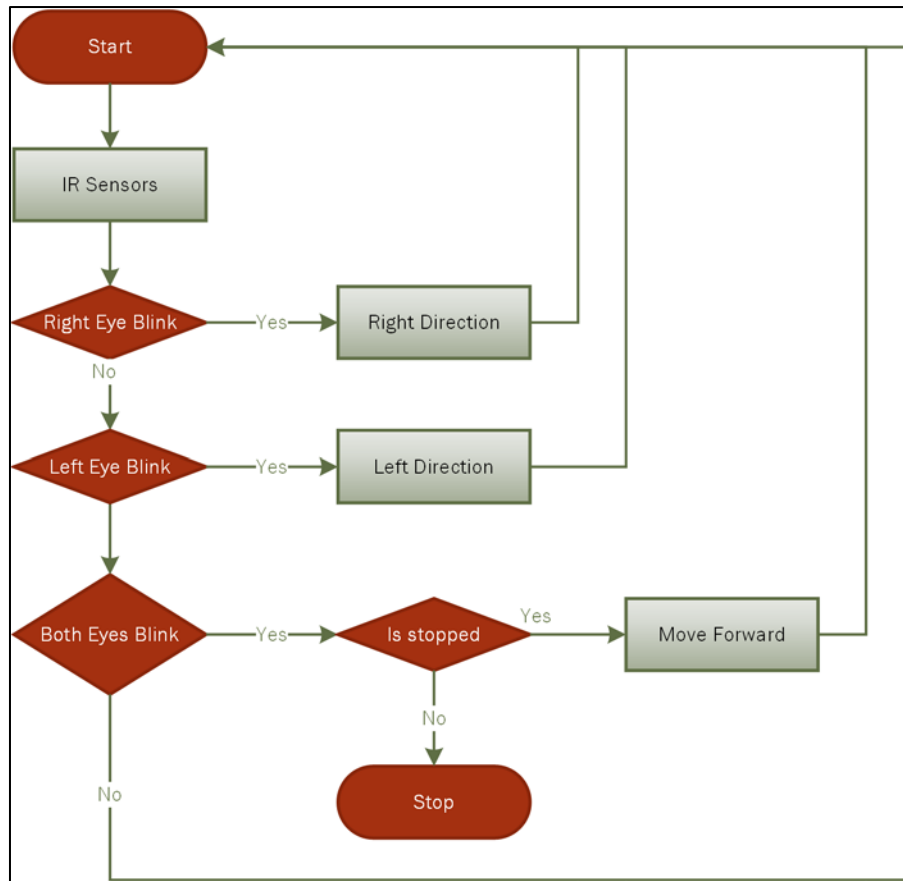 Start
IR Sensors
Right Eye Blink
Yes
Right Direction
No
Left Eye Blink
Yes
Left Direction
Both Eyes Blink
Yes
Is stopped
Yes
Move Forward
No
No
Stop